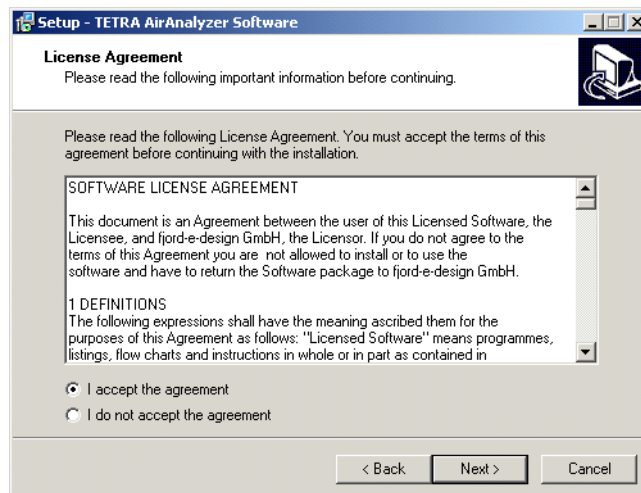 Setup - TETRA AirAnalyzer Software
License Agreement
Please read the following important information before continuing.
Please read the following License Agreement. You must accept the terms of this
agreement before continuing with the installation.
SOFTWARE LICENSE AGREEMENT
This document is an Agreement between the user of this Licensed Software, the
Licensee, and fjord-e-design GmbH, the Licensor. If you do not agree to the
terms of this Agreement you are  not allowed to install or to use the
software and have to return the Software package to fjord-e-design GmbH.
1 DEFINITIONS
The following expressions shall have the meaning ascribed them for the
purposes of this Agreement as follows: "Licensed Software" means programmes,
listings, flow charts and instructions in whole or in part as contained in
I accept the agreement
I do not accept the agreement
< Back
Next >
Cancel